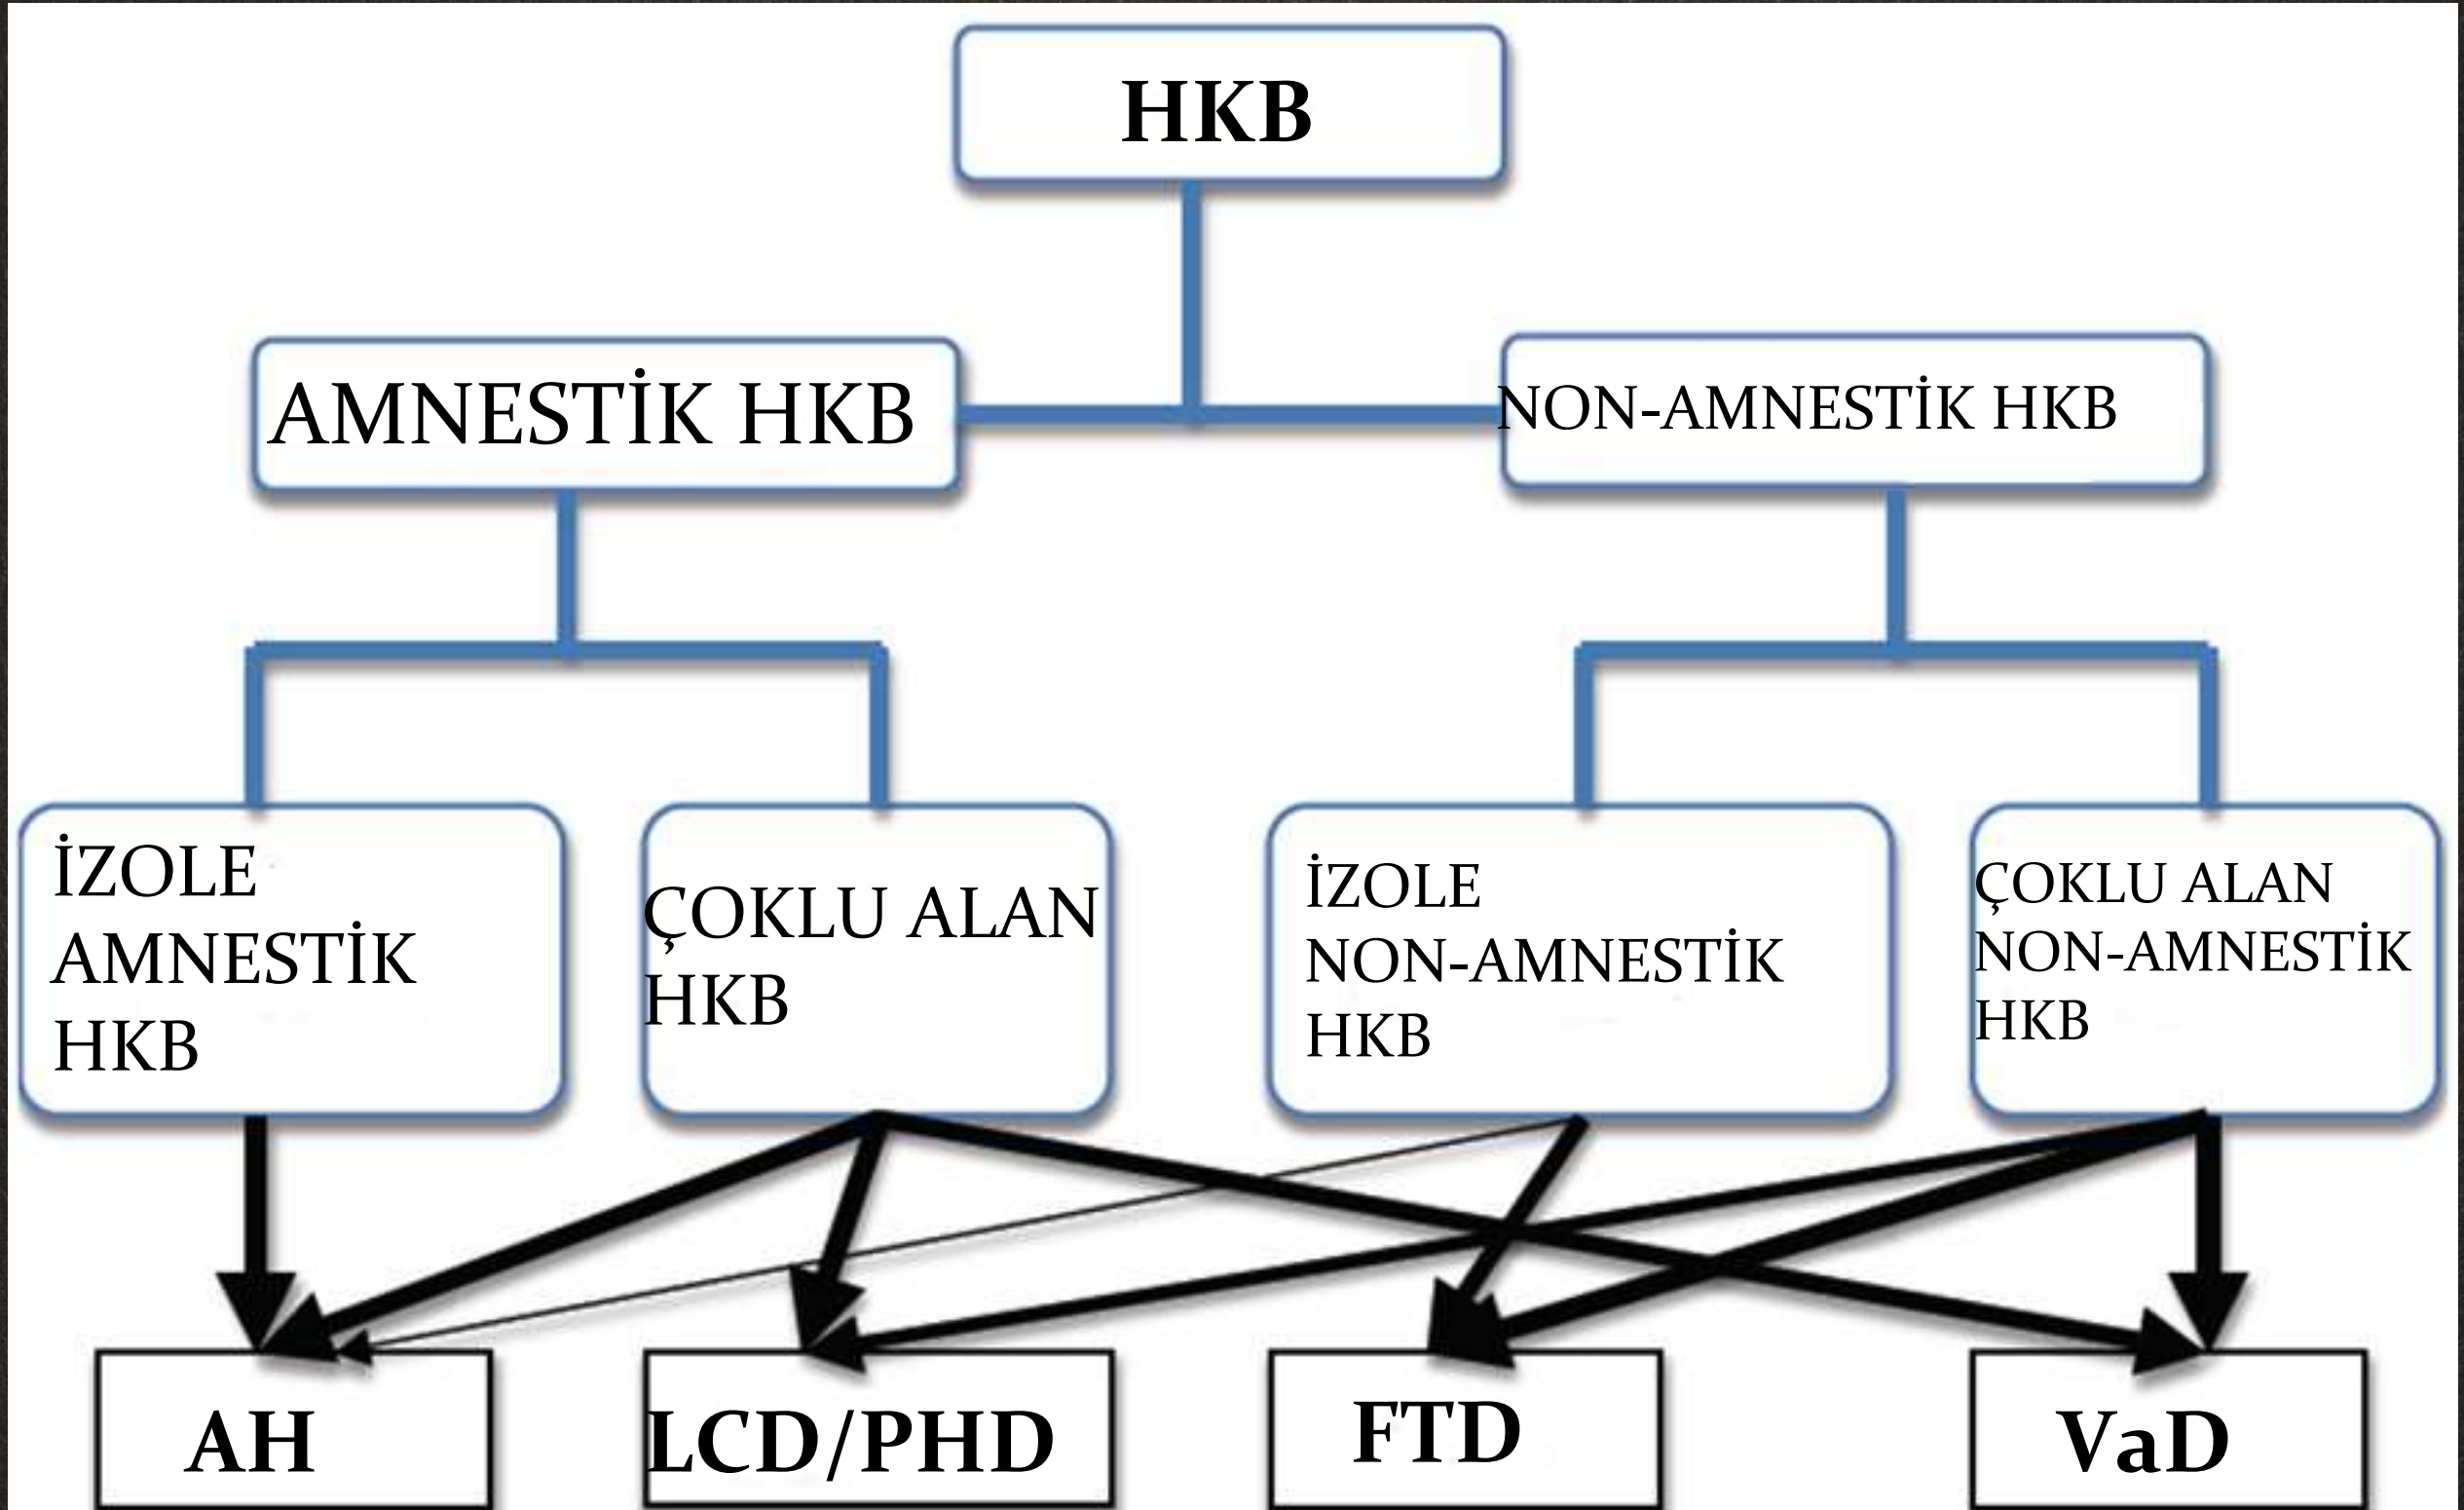 HKB
AMNESTİK HKB
NON-AMNESTİK HKB
İZOLE
AMNESTİK
HKB
ÇOKLU ALAN
HKB
İZOLE
NON-AMNESTİK
HKB
ÇOKLU ALAN
NON-AMNESTİK
HKB
AH
LCD/PHD
FTD
VaD